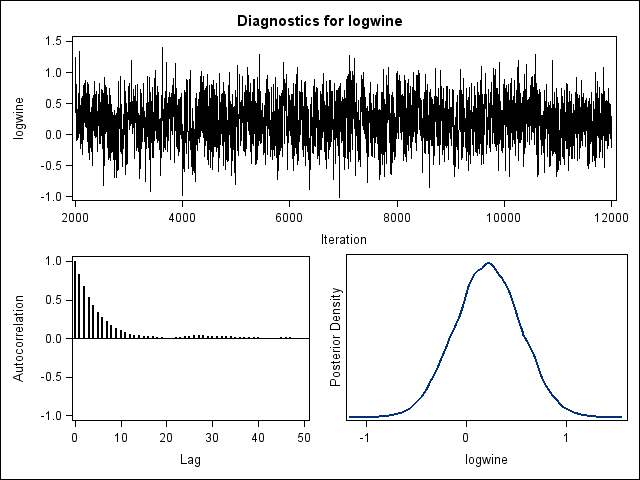 Diagnostics for logwine
1.5
1.0
0.5
0.0
-0.5
-1.0
logwine
2000 4000 6000 8000 10000 12000
Iteration
1.0
0.5
0.0
-0.5
-1.0
Autocorrelation
0 10 20 30 40 50
Lag
Posterior Density
-1 0 1
logwine